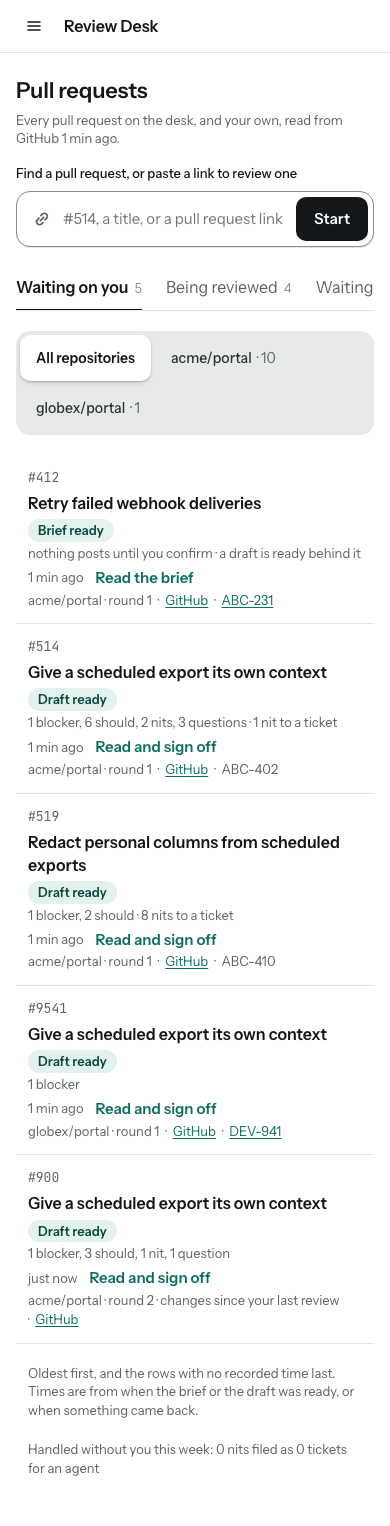 Review Desk
Pull requests
Every pull request on the desk, and your own, read from
GitHub 1 min ago.
Find a pull request, or paste a link to review one
#514, a title, or a pull request link
Start
Waiting on you 5
Being reviewed 4
Waiting
All repositories
acme/portal · 10
globex/portal · 1
#412
Retry failed webhook deliveries
Brief ready
nothing posts until you confirm · a draft is ready behind it
1 min ago Read the brief
acme/portal · round 1 · GitHub · ABC-231
#514
Give a scheduled export its own context
Draft ready
1 blocker, 6 should, 2 nits, 3 questions · 1 nit to a ticket
1 min ago Read and sign off
acme/portal · round 1 · GitHub · ABC-402
#519
Redact personal columns from scheduled
exports
Draft ready
1 blocker, 2 should · 8 nits to a ticket
1 min ago Read and sign off
acme/portal · round 1 · GitHub · ABC-410
#9541
Give a scheduled export its own context
Draft ready
1 blocker
1 min ago Read and sign off
globex/portal · round 1 · GitHub · DEV-941
#900
Give a scheduled export its own context
Draft ready
1 blocker, 3 should, 1 nit, 1 question
just now Read and sign off
acme/portal · round 2 · changes since your last review
· GitHub
Oldest first, and the rows with no recorded time last.
Times are from when the brief or the draft was ready, or
when something came back.
Handled without you this week: 0 nits filed as 0 tickets
for an agent